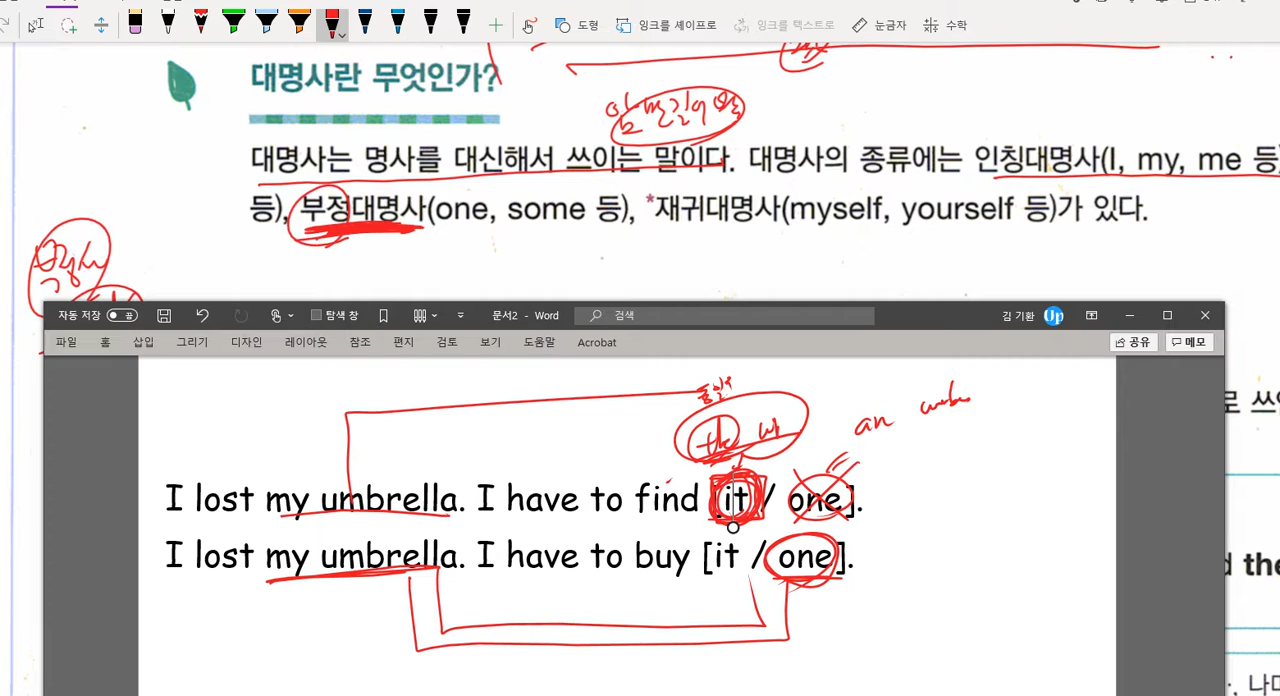 도형 잉크를 셰이프로 잉크를 텍스트로 눈금자 수학
대명사란 무엇인가?
대명사는 명사를 대신해서 쓰이는 말이다. 대명사의 종류에는 인칭대명사(I, my, me 등
등), 부정대명사(one, some 등), *재귀대명사(myself, yourself 등)가 있다.
자동 저장 끔 탐색 창 문서2 - Word 검색 김 기환
파일 홈 삽입 그리기 디자인 레이아웃 참조 편지 검토 보기 도움말 Acrobat 공유 메모
동일
the
an
I lost my umbrella. I have to find [it / one].
I lost my umbrella. I have to buy [it / one].
로 쓰
d the
나